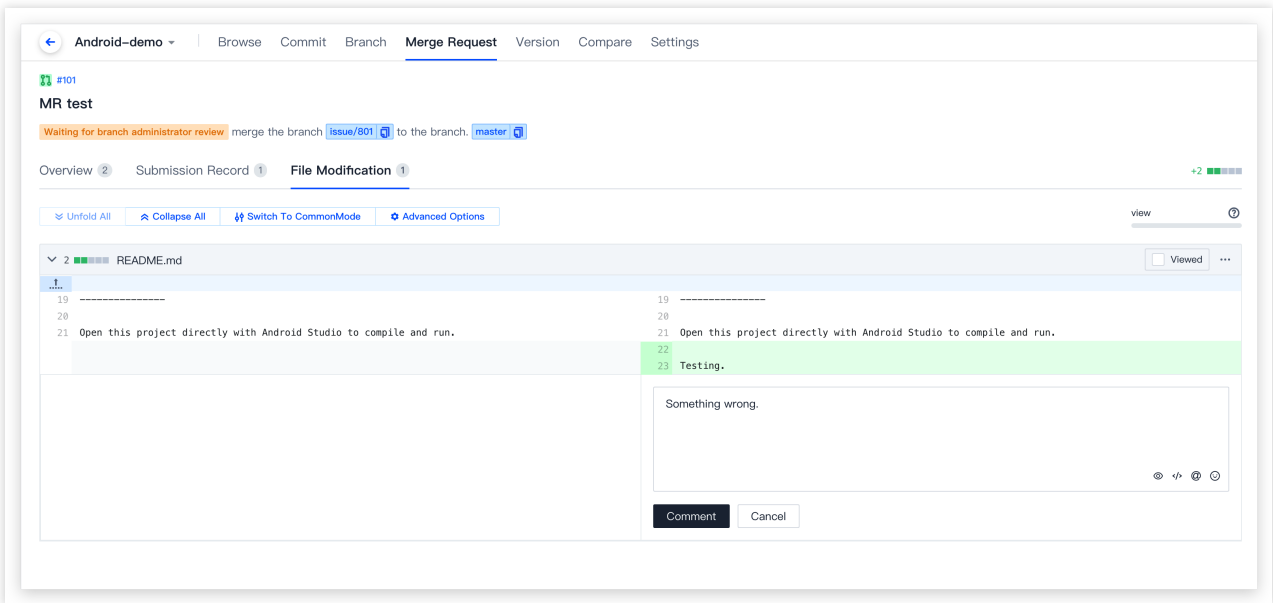 Android-demo Browse Commit Branch Merge Request Version Compare Settings
#101
MR test
Waiting for branch administrator review merge the branch issue/801 to the branch. master
Overview 2 Submission Record 1 File Modification 1 +2
Unfold All Collapse All Switch To CommonMode Advanced Options view
2 README.md Viewed ...
19 --------------- 19 ---------------
20 20
21 Open this project directly with Android Studio to compile and run. 21 Open this project directly with Android Studio to compile and run.
22
23 Testing.
Something wrong.
Comment Cancel